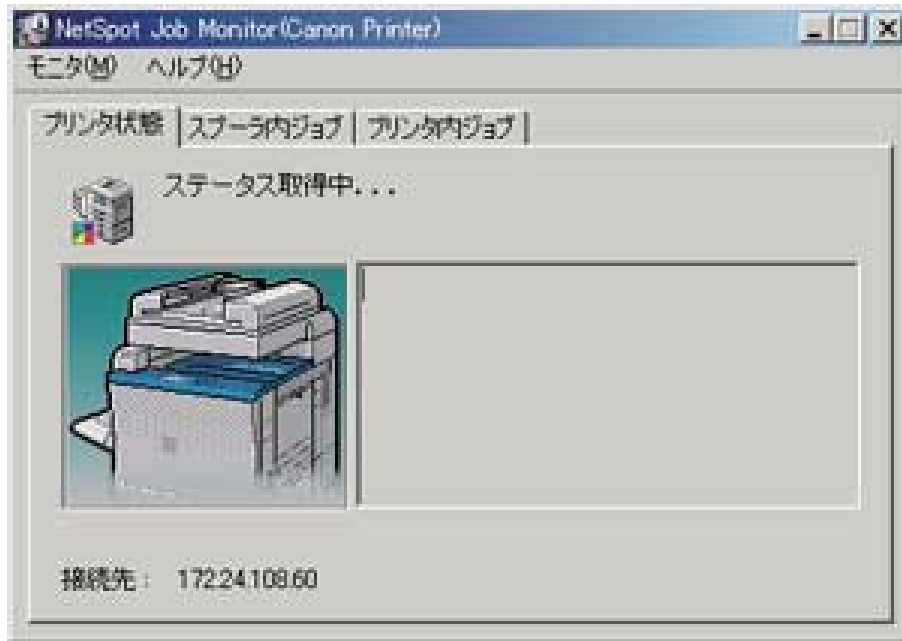 NetSpot Job Monitor(Canon Printer)
モニタ(M) ヘルプ(H)
プリンタ状態 スプーラ内ジョブ プリンタ内ジョブ
ステータス取得中...
接続先： 172.24.108.60